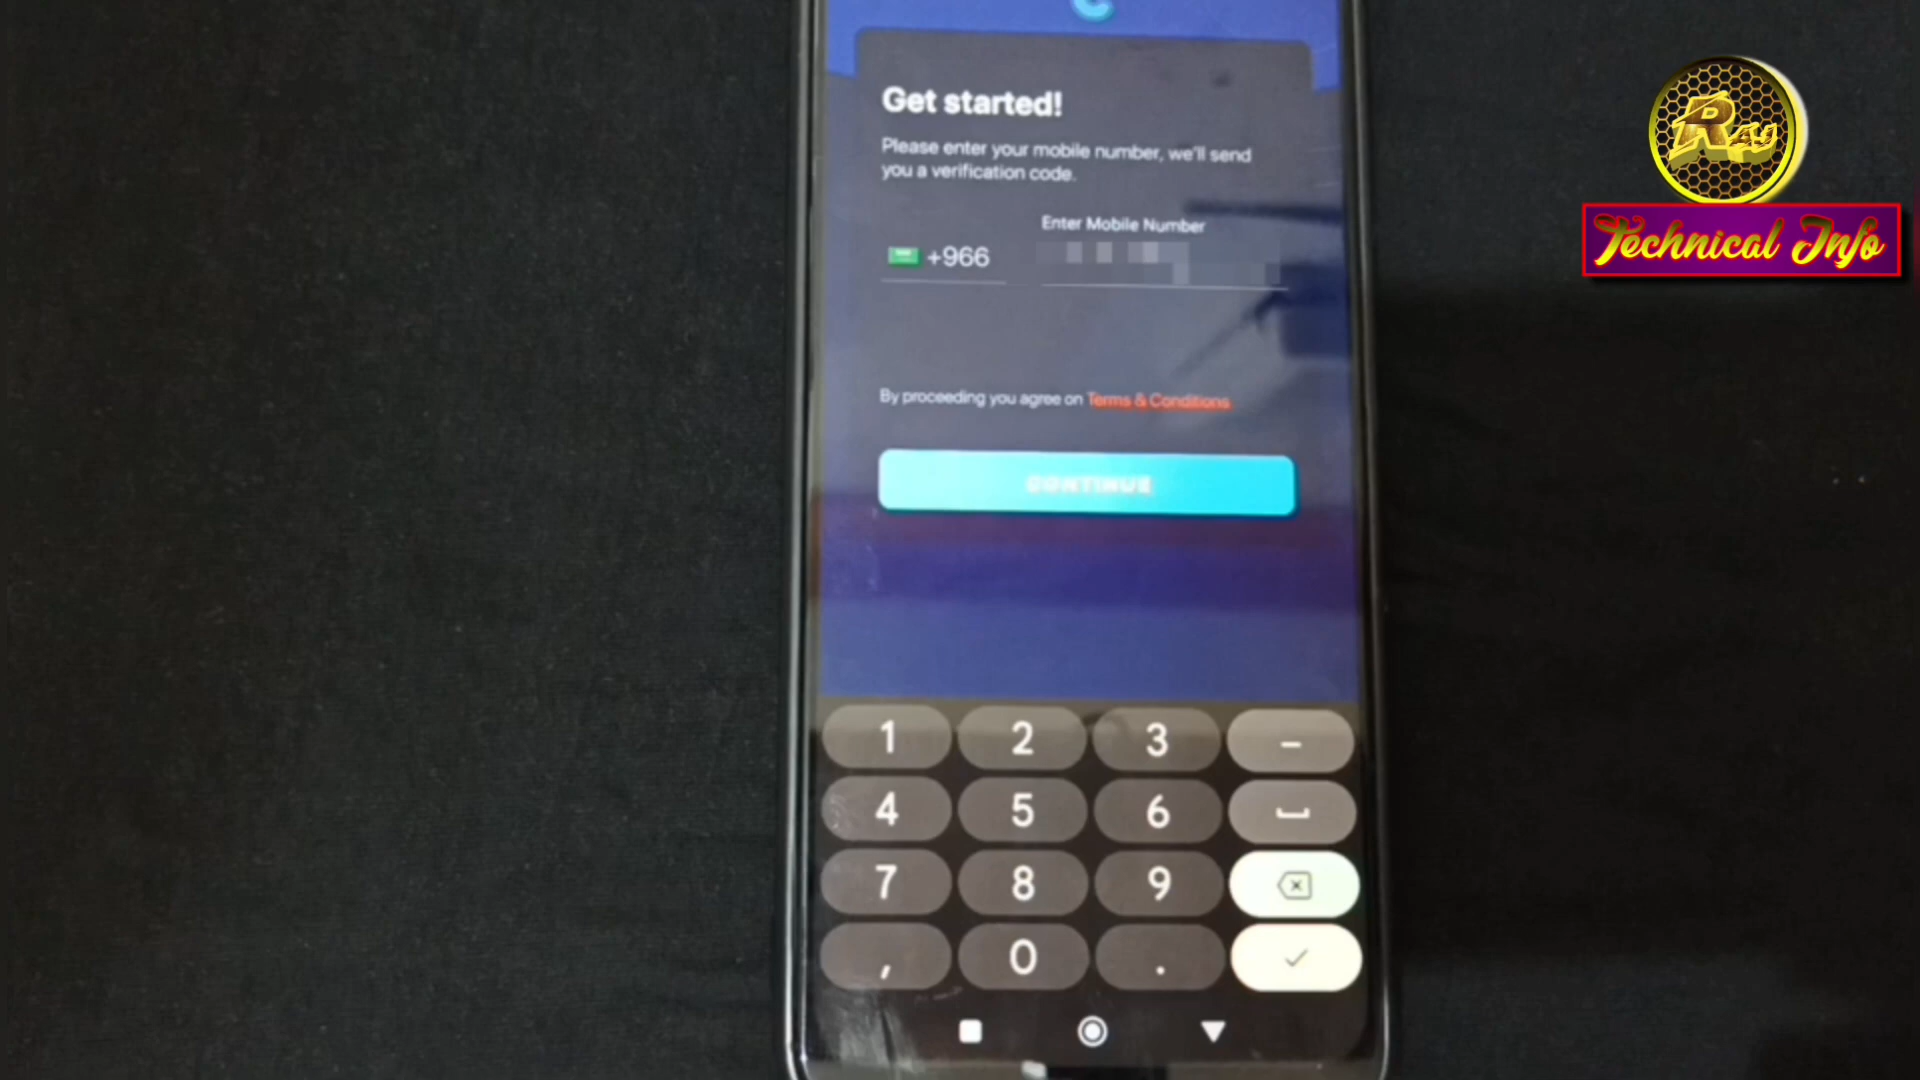 Get started!
Please enter your mobile number, we'll send
you a verification code.
Enter Mobile Number
+966
By proceeding you agree on Terms & Conditions
CONTINUE
1 2 3 -
4 5 6
7 8 9
, 0 .
Ray
Technical Info